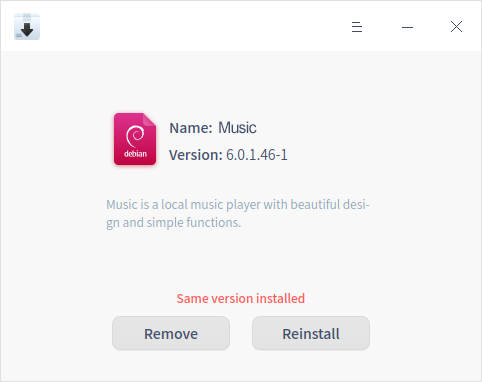 debian
Name: Music
Version: 6.0.1.46-1
Music is a local music player with beautiful desi-
gn and simple functions.
Same version installed
Remove
Reinstall